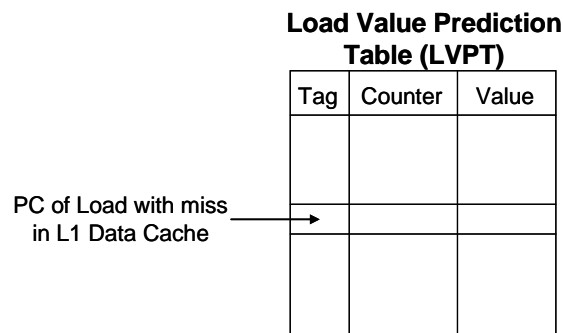 Load Value Prediction
Table (LVPT)
Tag Counter Value
PC of Load with miss
in L1 Data Cache